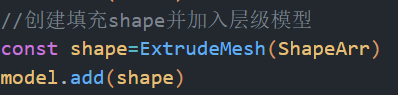 //创建填充shape并加入层级模型
const shape=ExtrudeMesh(ShapeArr)
model.add(shape)